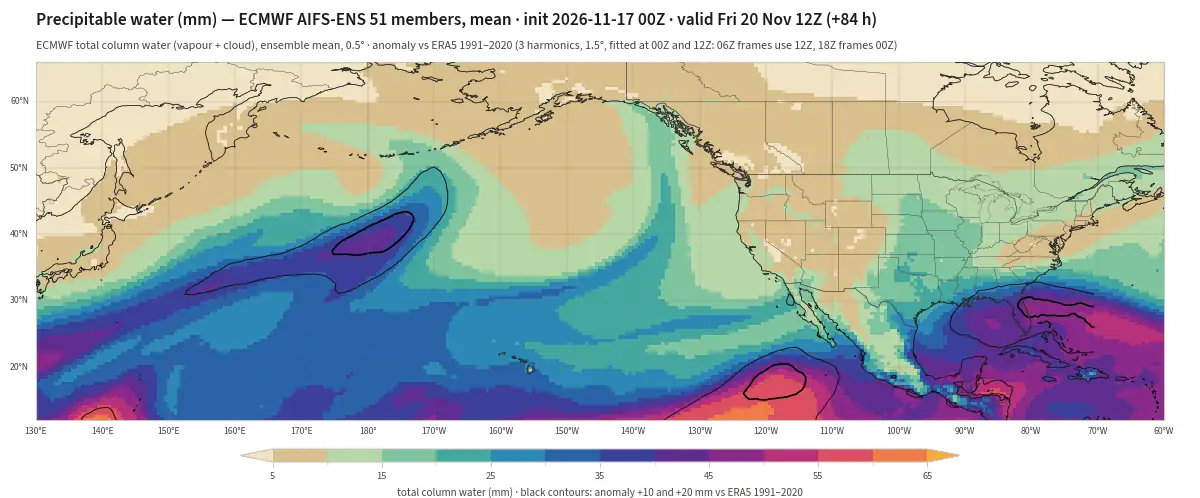 Precipitable water (mm) — ECMWF AIFS-ENS 51 members, mean · init 2026-11-17 00Z · valid Fri 20 Nov 12Z (+84 h)
ECMWF total column water (vapour + cloud), ensemble mean, 0.5° · anomaly vs ERA5 1991–2020 (3 harmonics, 1.5°, fitted at 00Z and 12Z: 06Z frames use 12Z, 18Z frames 00Z)
60°N
50°N
40°N
30°N
20°N
130°E 140°E 150°E 160°E 170°E 180° 170°W 160°W 150°W 140°W 130°W 120°W 110°W 100°W 90°W 80°W 70°W 60°W
5 15 25 35 45 55 65
total column water (mm) · black contours: anomaly +10 and +20 mm vs ERA5 1991–2020